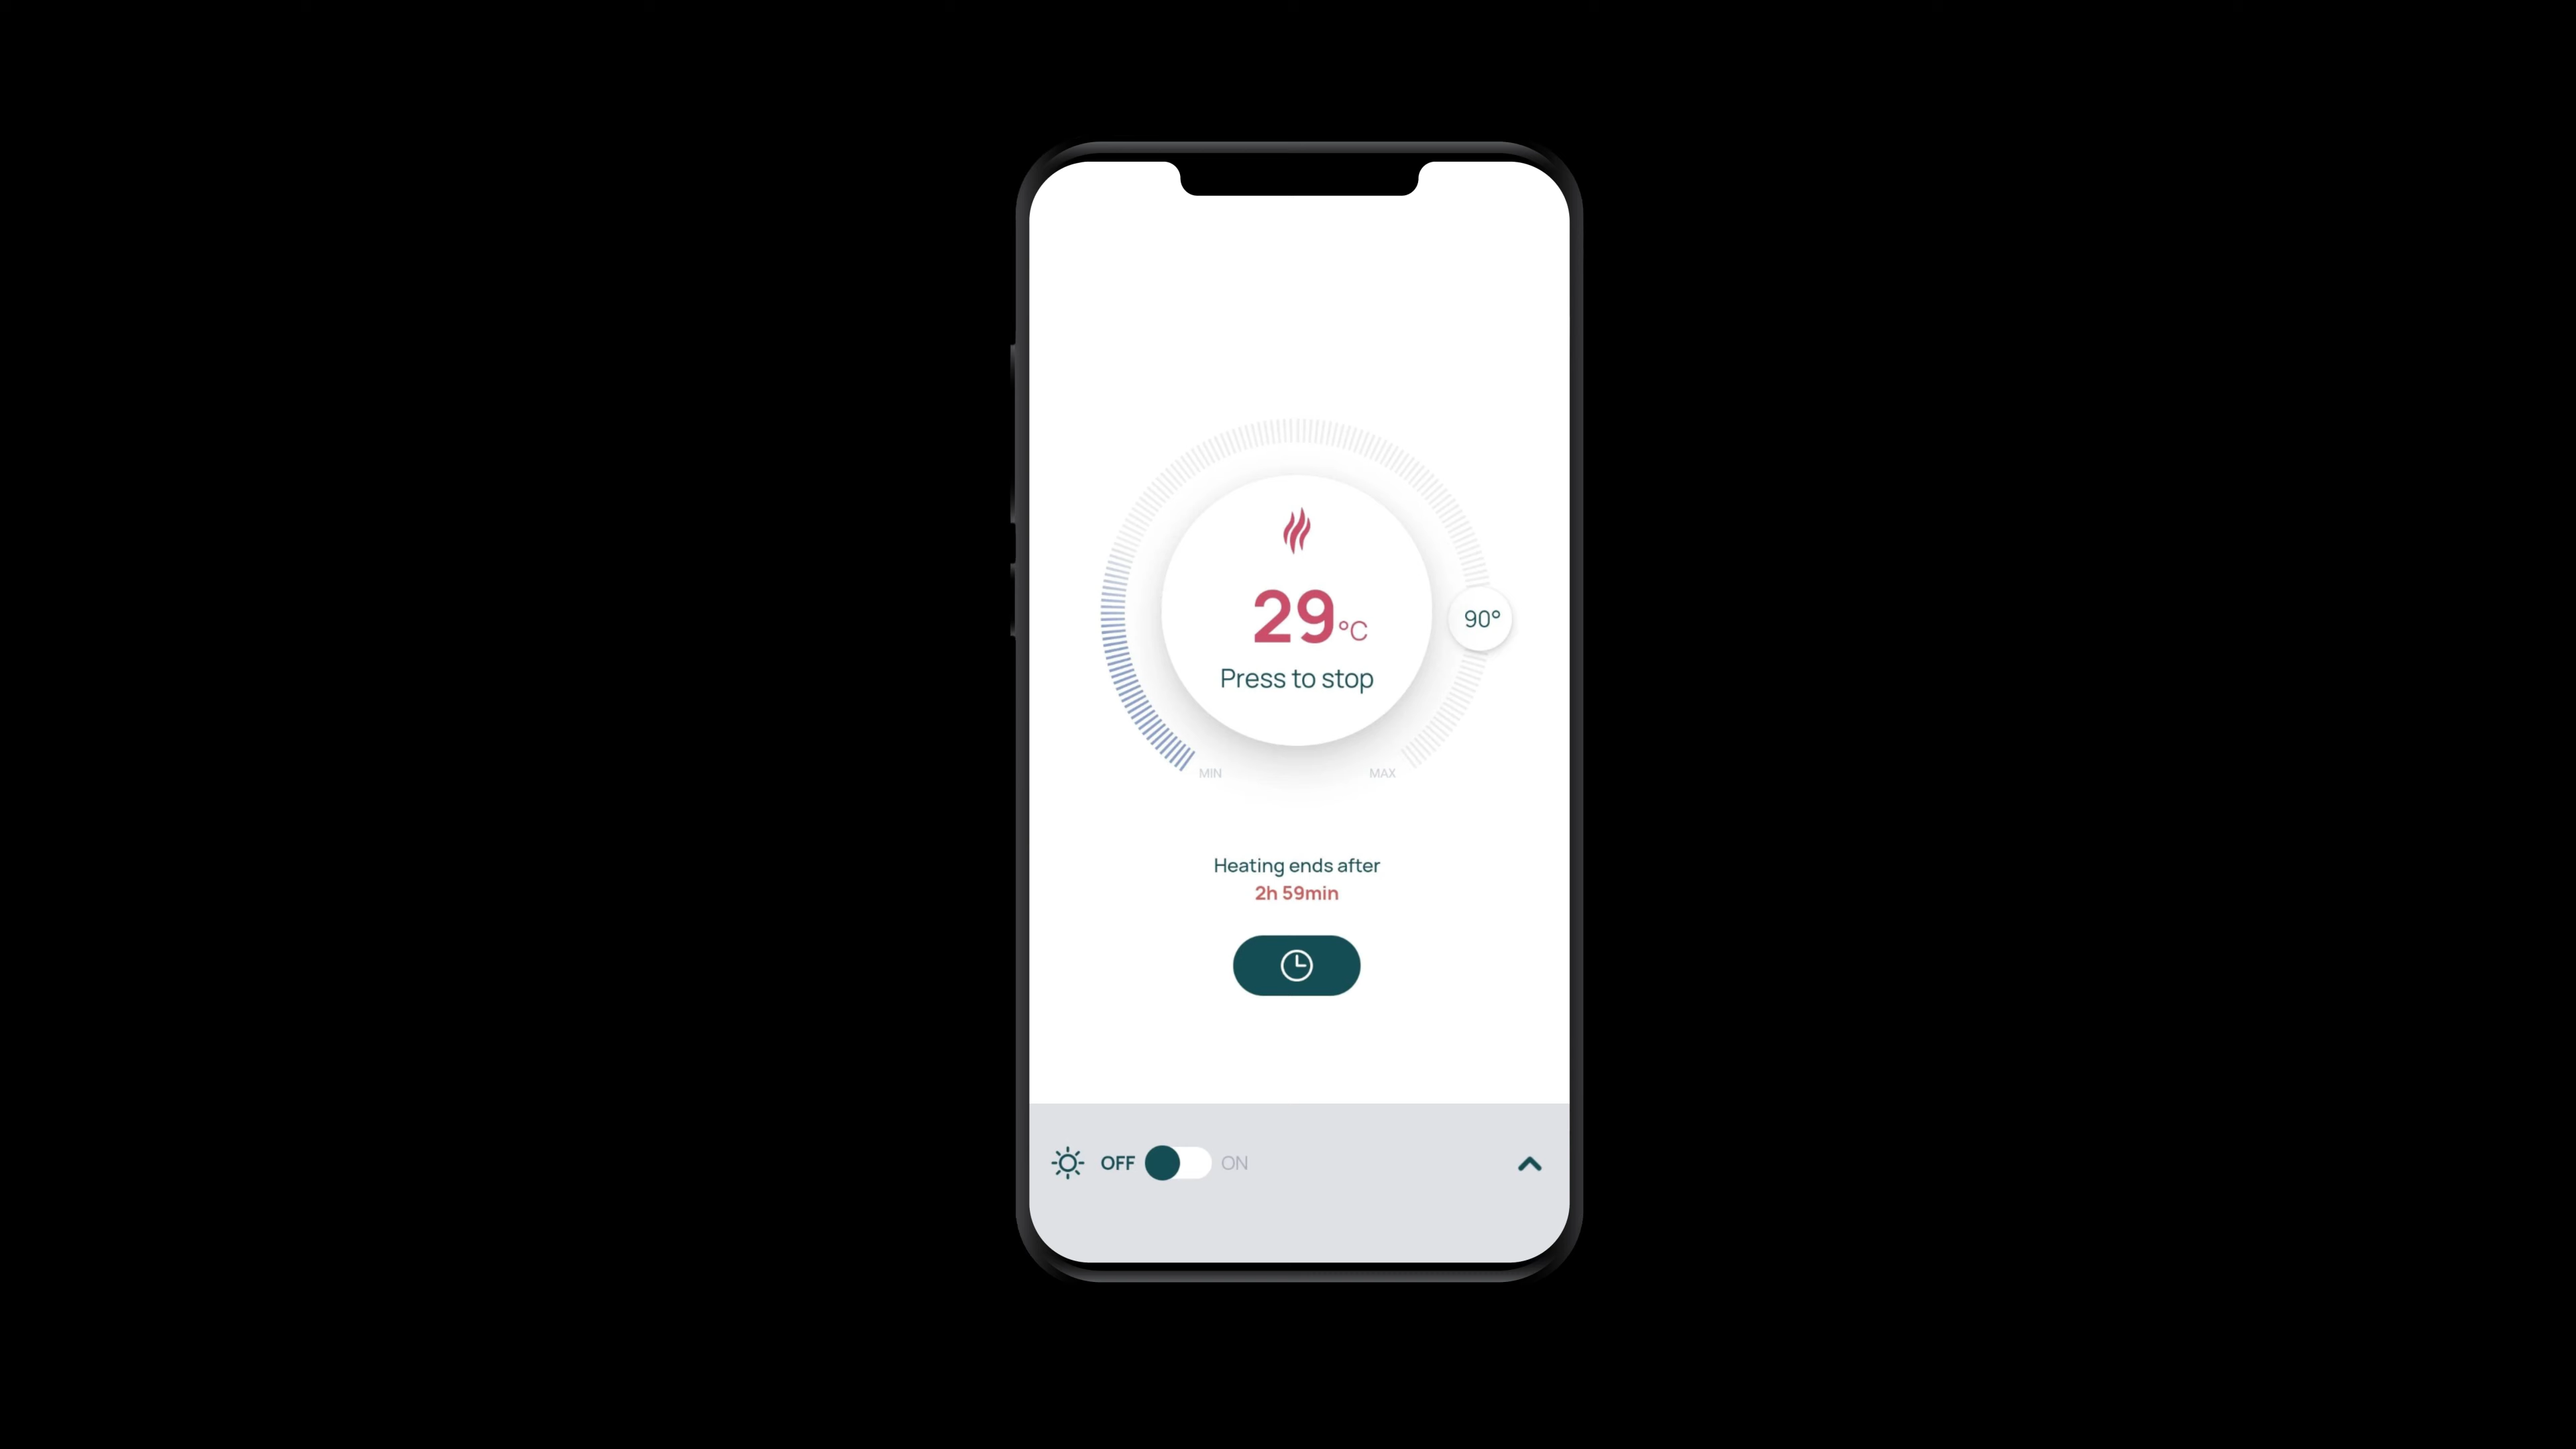 29°C
Press to stop
90°
MIN
MAX
Heating ends after
2h 59min
OFF
ON